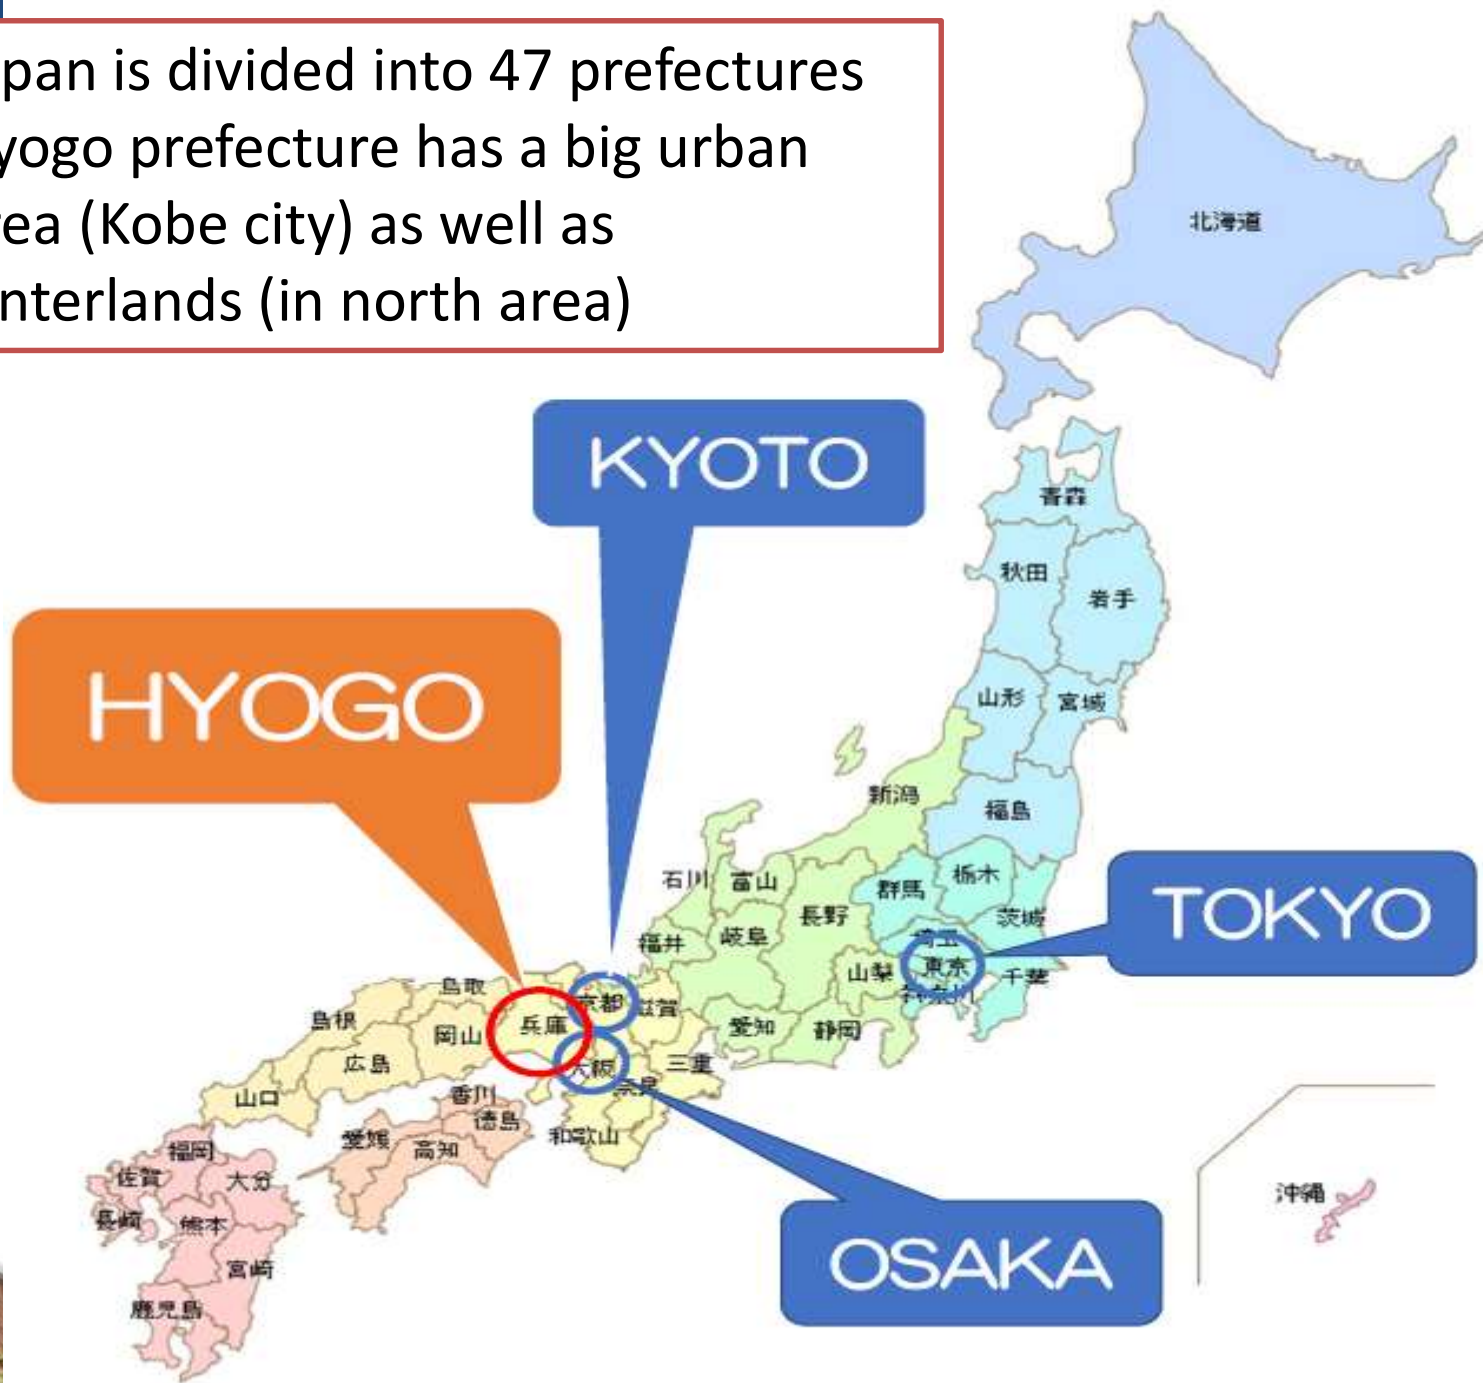 pan is divided into 47 prefectures
yogo prefecture has a big urban
rea (Kobe city) as well as
nterlands (in north area)
北海道
KYOTO
青森
秋田
岩手
HYOGO
山形
宮城
新潟
福島
石川
富山
群馬
栃木
TOKYO
長野
茨城
福井
岐阜
埼玉
山梨
東京
千葉
神奈川
鳥取
京都
滋賀
島根
岡山
兵庫
愛知
静岡
広島
大阪
三重
奈良
山口
香川
徳島
和歌山
愛媛
高知
福岡
佐賀
大分
長崎
熊本
沖縄
宮崎
OSAKA
鹿児島